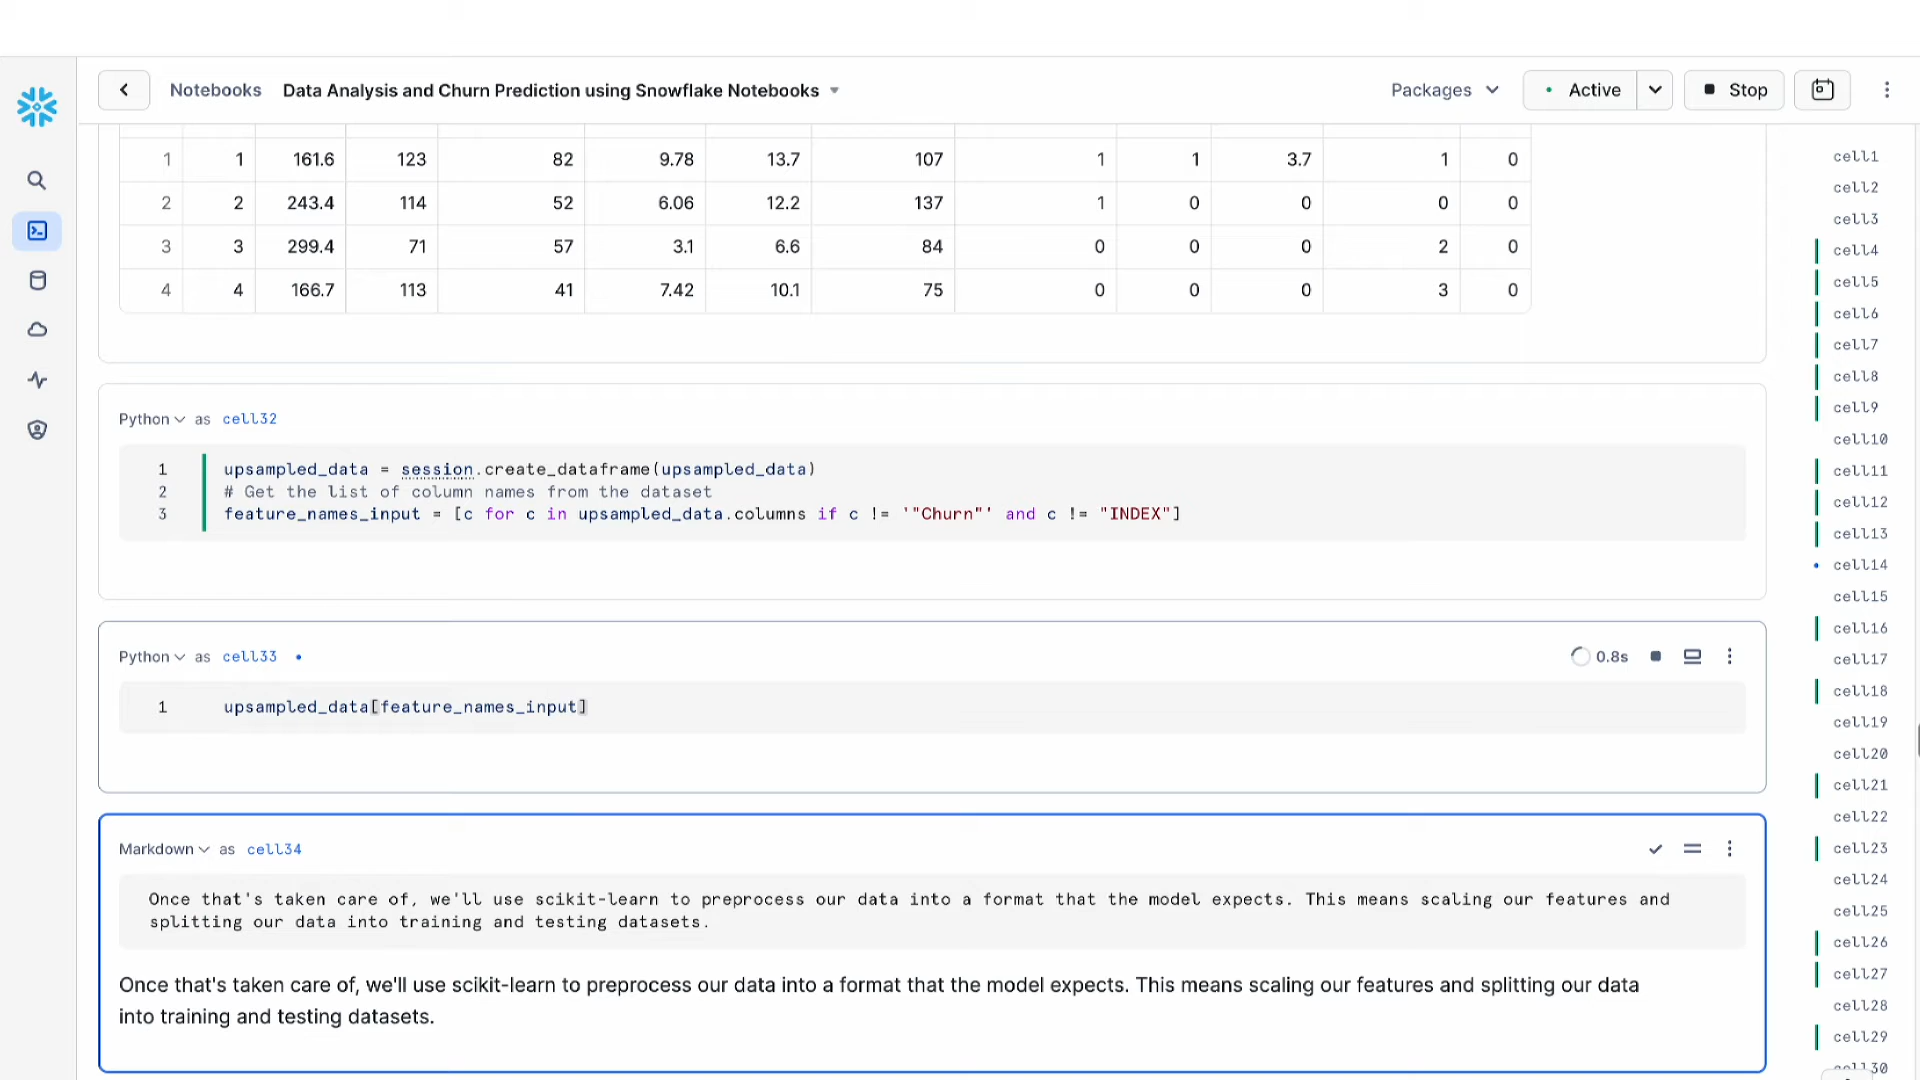 Notebooks Data Analysis and Churn Prediction using Snowflake Notebooks Packages Active Stop
1 1 161.6 123 82 9.78 13.7 107 1 1 3.7 1 0
2 2 243.4 114 52 6.06 12.2 137 1 0 0 0 0
3 3 299.4 71 57 3.1 6.6 84 0 0 0 2 0
4 4 166.7 113 41 7.42 10.1 75 0 0 0 3 0
Python as cell32
1 upsampled_data = session.create_dataframe(upsampled_data)
2 # Get the list of column names from the dataset
3 feature_names_input = [c for c in upsampled_data.columns if c != '"Churn"' and c != "INDEX"]
Python as cell33 0.8s
1 upsampled_data[feature_names_input]
Markdown as cell34
Once that's taken care of, we'll use scikit-learn to preprocess our data into a format that the model expects. This means scaling our features and
splitting our data into training and testing datasets.
Once that's taken care of, we'll use scikit-learn to preprocess our data into a format that the model expects. This means scaling our features and splitting our data
into training and testing datasets.
cell1
cell2
cell3
cell4
cell5
cell6
cell7
cell8
cell9
cell10
cell11
cell12
cell13
cell14
cell15
cell16
cell17
cell18
cell19
cell20
cell21
cell22
cell23
cell24
cell25
cell26
cell27
cell28
cell29
cell30